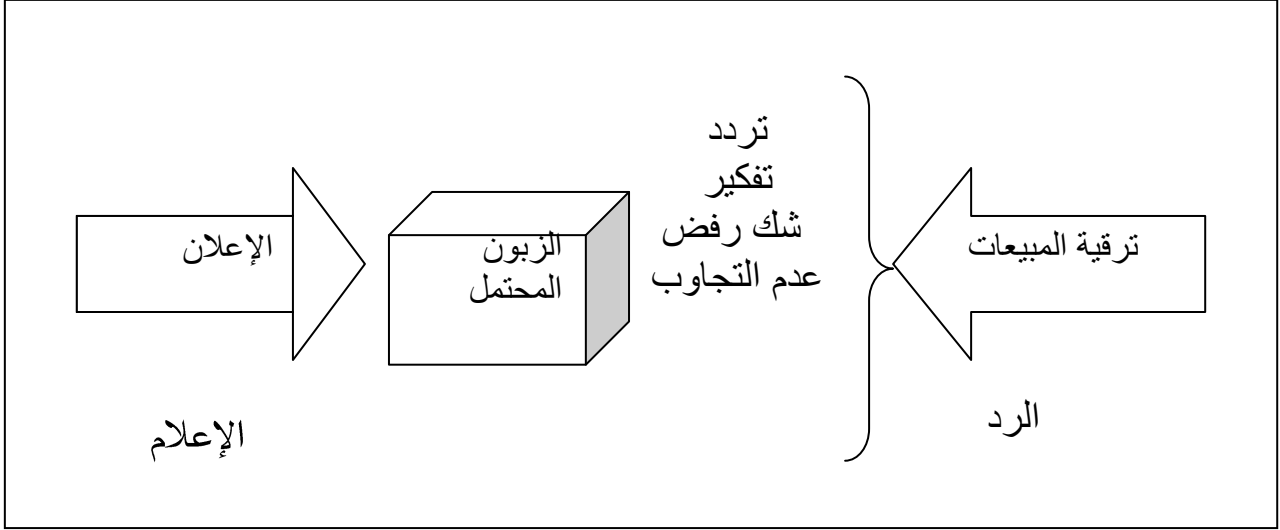 تردد
تفكير
شك رفض
عدم التجاوب
ترقية المبيعات
الزبون
المحتمل
الإعلان
الرد
الإعلام